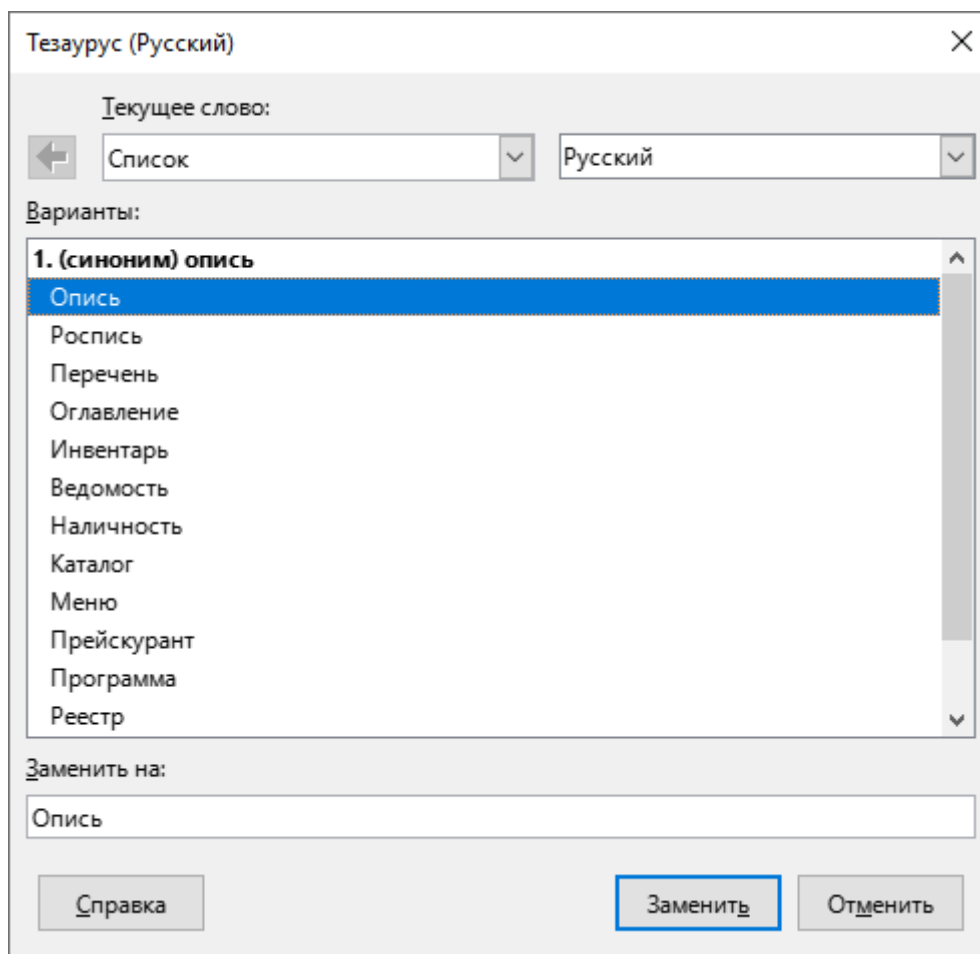 Тезаурус (Русский)
Текущее слово:
Список
Русский
Варианты:
1. (синоним) опись
Опись
Роспись
Перечень
Оглавление
Инвентарь
Ведомость
Наличность
Каталог
Меню
Прейскурант
Программа
Реестр
Заменить на:
Опись
Справка
Заменить
Отменить